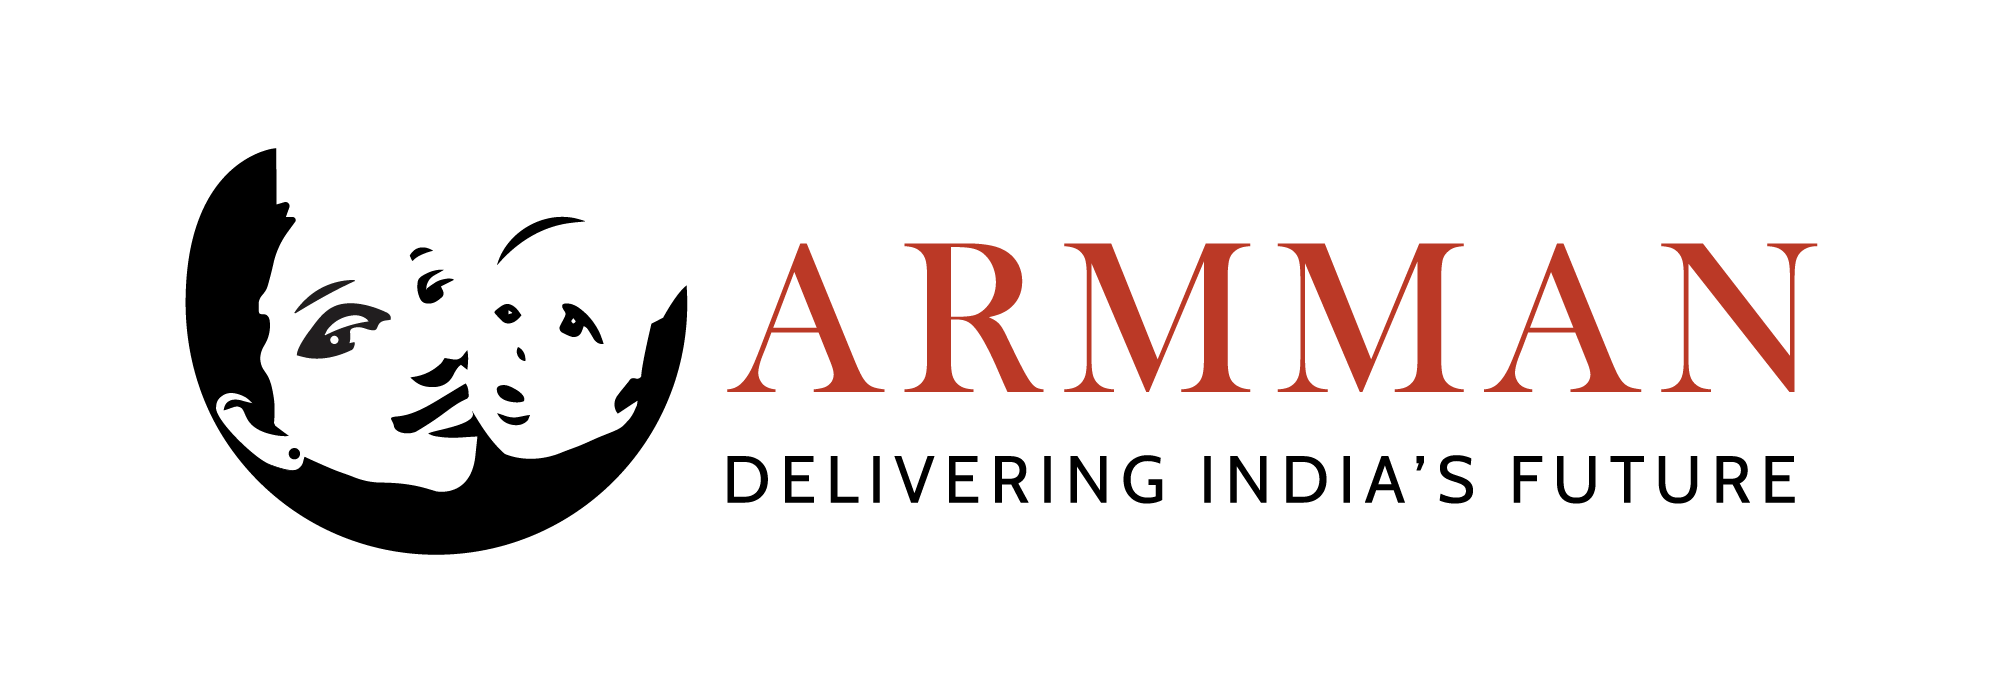 ARMMAN
DELIVERING INDIA’S FUTURE